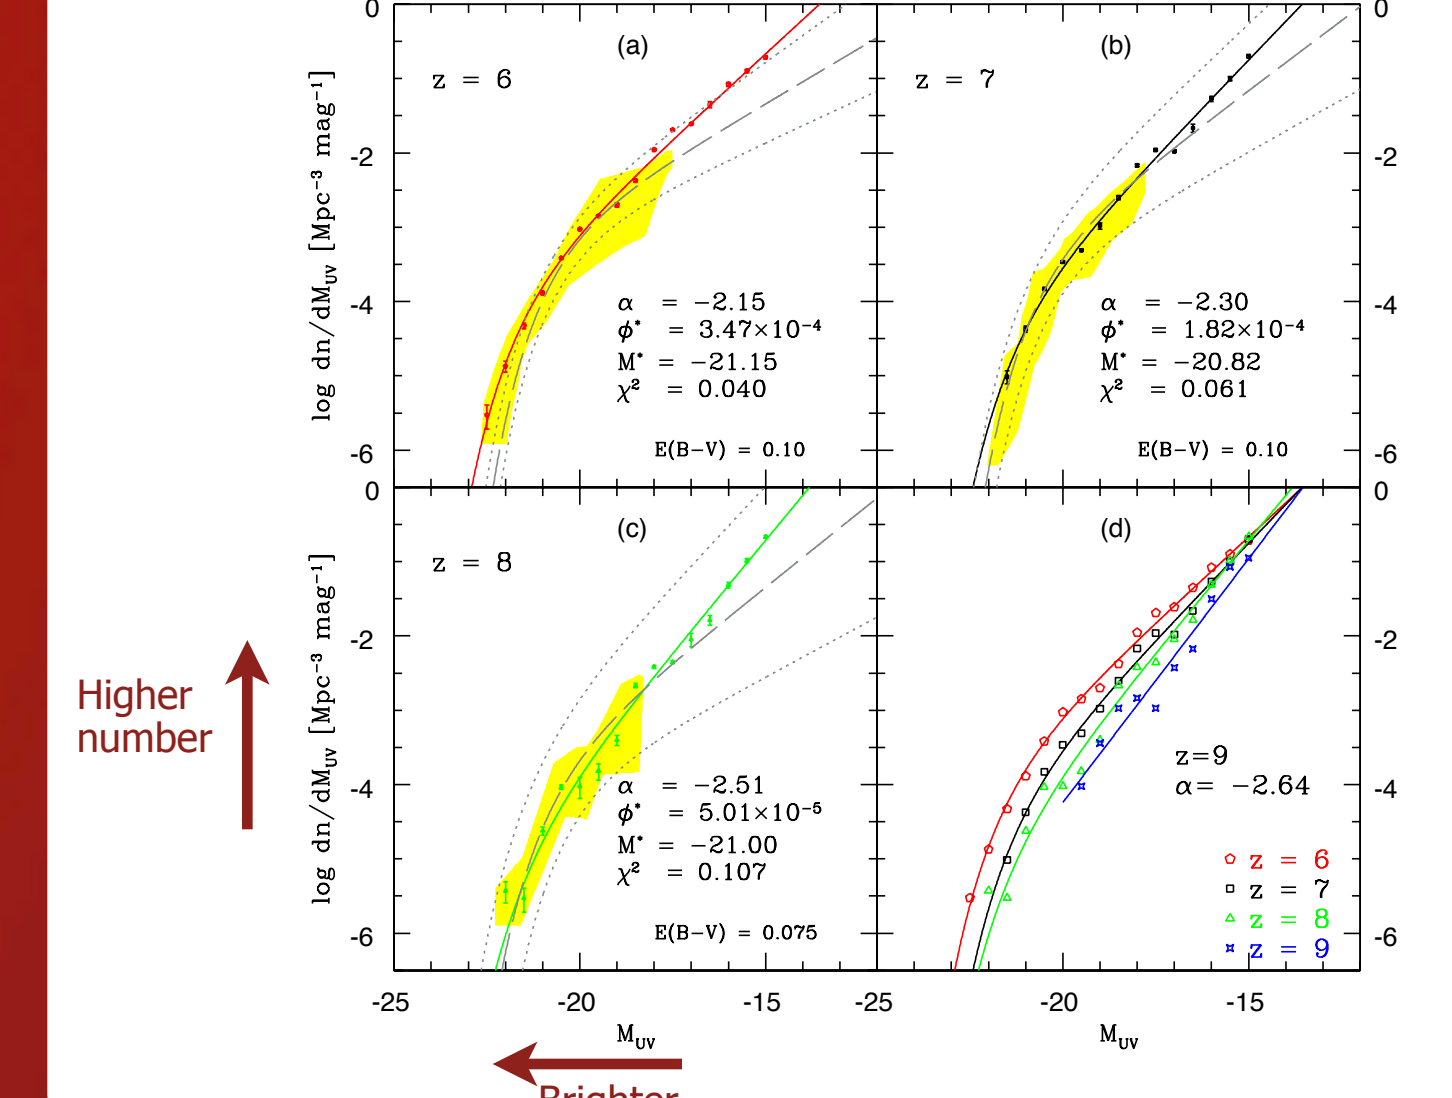 0
0
(a)
(b)
z = 6
z = 7
log dn/dM_UV [Mpc⁻³ mag⁻¹]
-2
-2
-4
-4
α = −2.15
ϕ* = 3.47×10⁻⁴
M* = −21.15
χ² = 0.040
α = −2.30
ϕ* = 1.82×10⁻⁴
M* = −20.82
χ² = 0.061
E(B−V) = 0.10
E(B−V) = 0.10
-6
-6
0
0
(c)
(d)
z = 8
log dn/dM_UV [Mpc⁻³ mag⁻¹]
-2
-2
Higher
number
z=9
α= −2.64
-4
-4
α = −2.51
ϕ* = 5.01×10⁻⁵
M* = −21.00
χ² = 0.107
E(B−V) = 0.075
z = 6
z = 7
z = 8
z = 9
-6
-6
-25 -20 -15 -25 -20 -15
M_UV
M_UV
Brighter